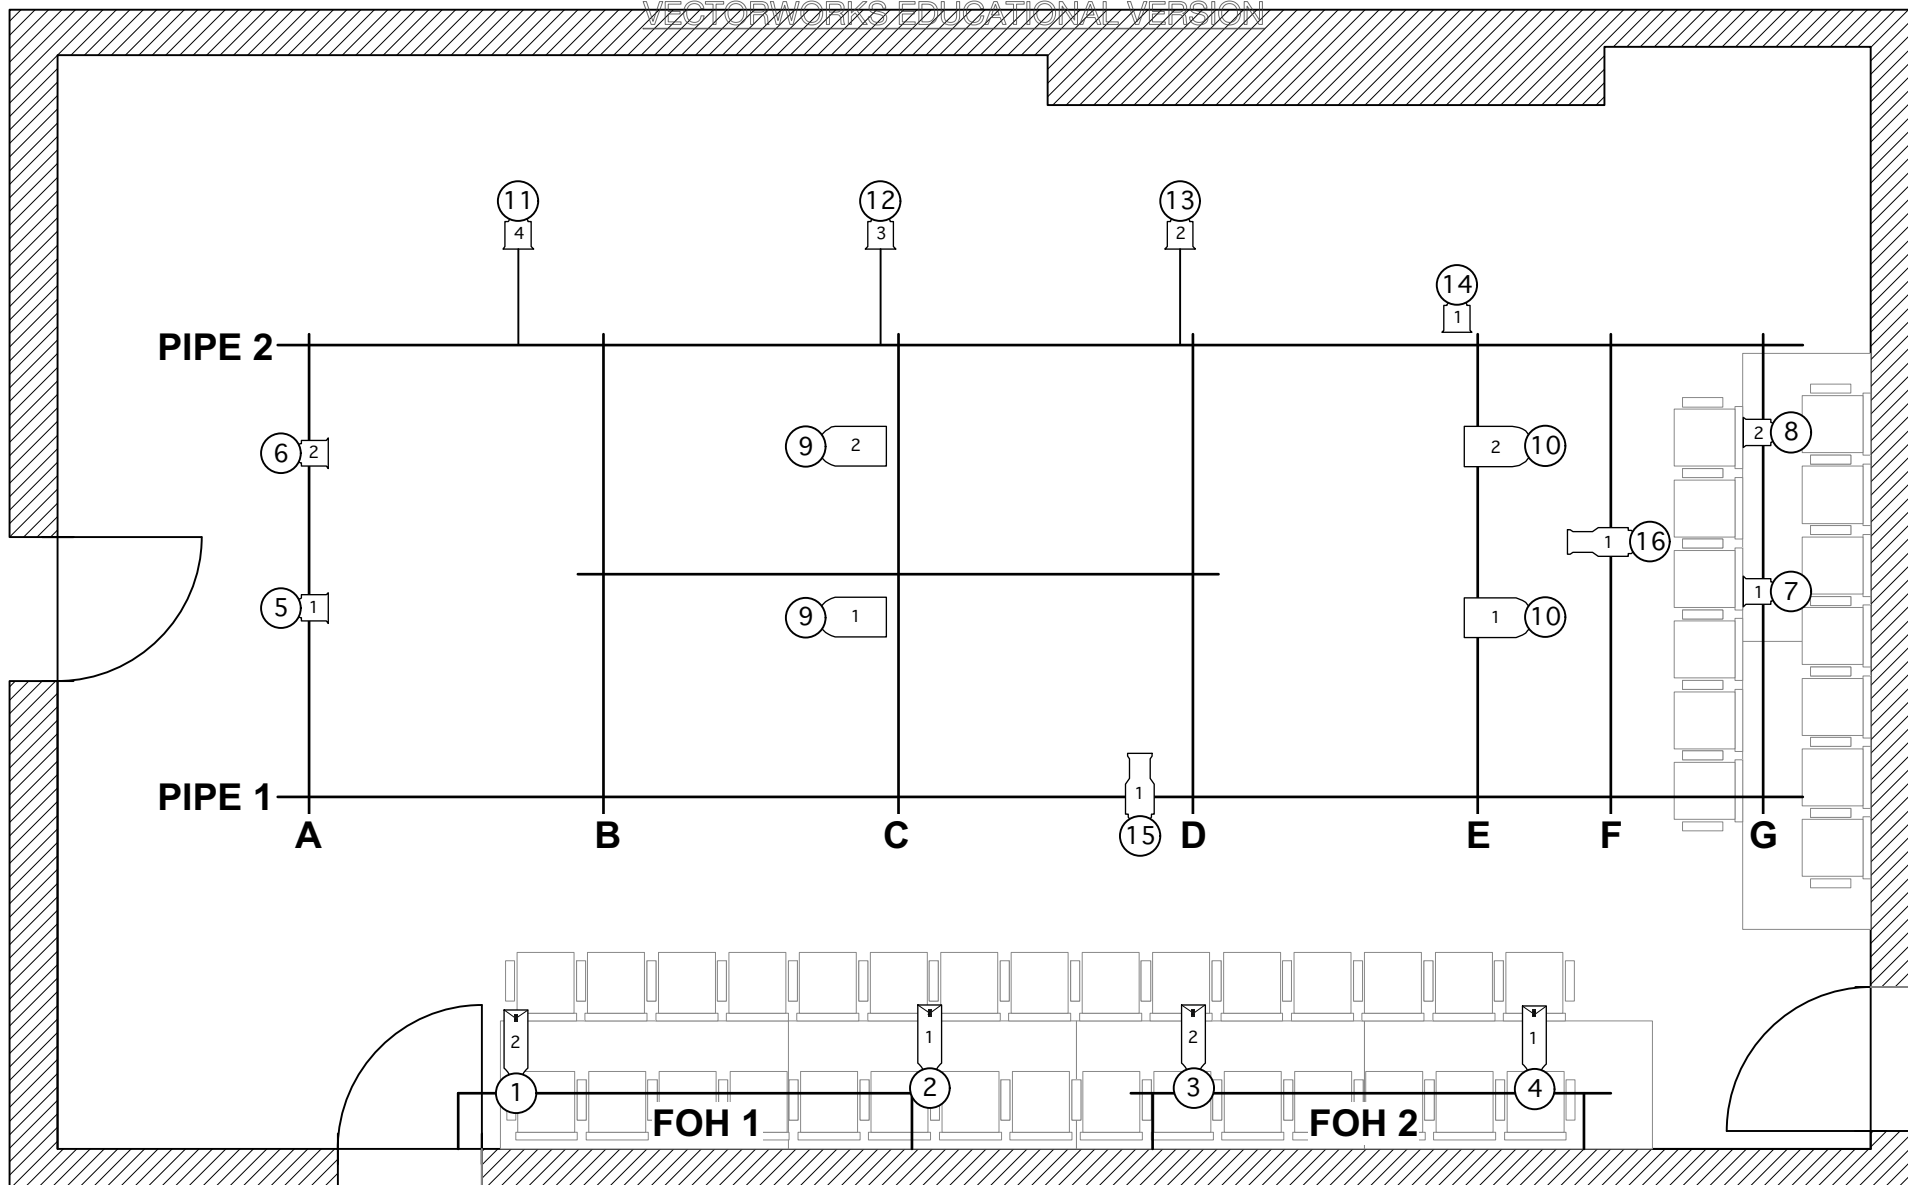 VECTORWORKS EDUCATIONAL VERSION
11 12 13
4 3 2
14
1
PIPE 2
6 2 9 2 2 10 2 8
1 16
5 1 9 1 1 10 1 7
PIPE 1
1
A B C 15 D E F G
2 1 2 1
1 2 3 4
FOH 1 FOH 2